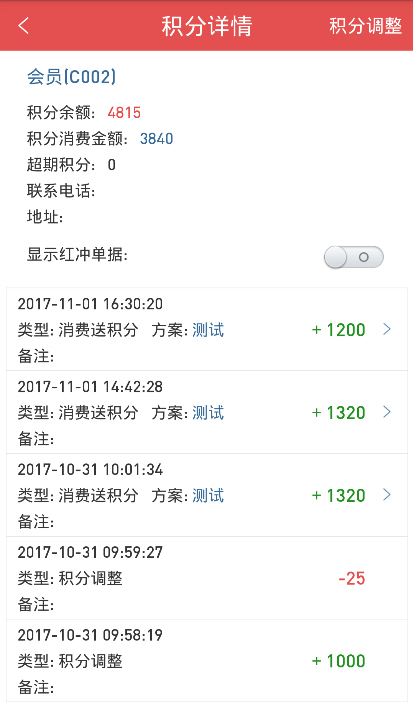 积分详情 积分调整
会员(C002)
积分余额: 4815
积分消费金额: 3840
超期积分: 0
联系电话:
地址:
显示红冲单据:
2017-11-01 16:30:20
类型: 消费送积分 方案: 测试 +1200
备注:
2017-11-01 14:42:28
类型: 消费送积分 方案: 测试 +1320
备注:
2017-10-31 10:01:34
类型: 消费送积分 方案: 测试 +1320
备注:
2017-10-31 09:59:27
类型: 积分调整 -25
备注:
2017-10-31 09:58:19
类型: 积分调整 +1000
备注: